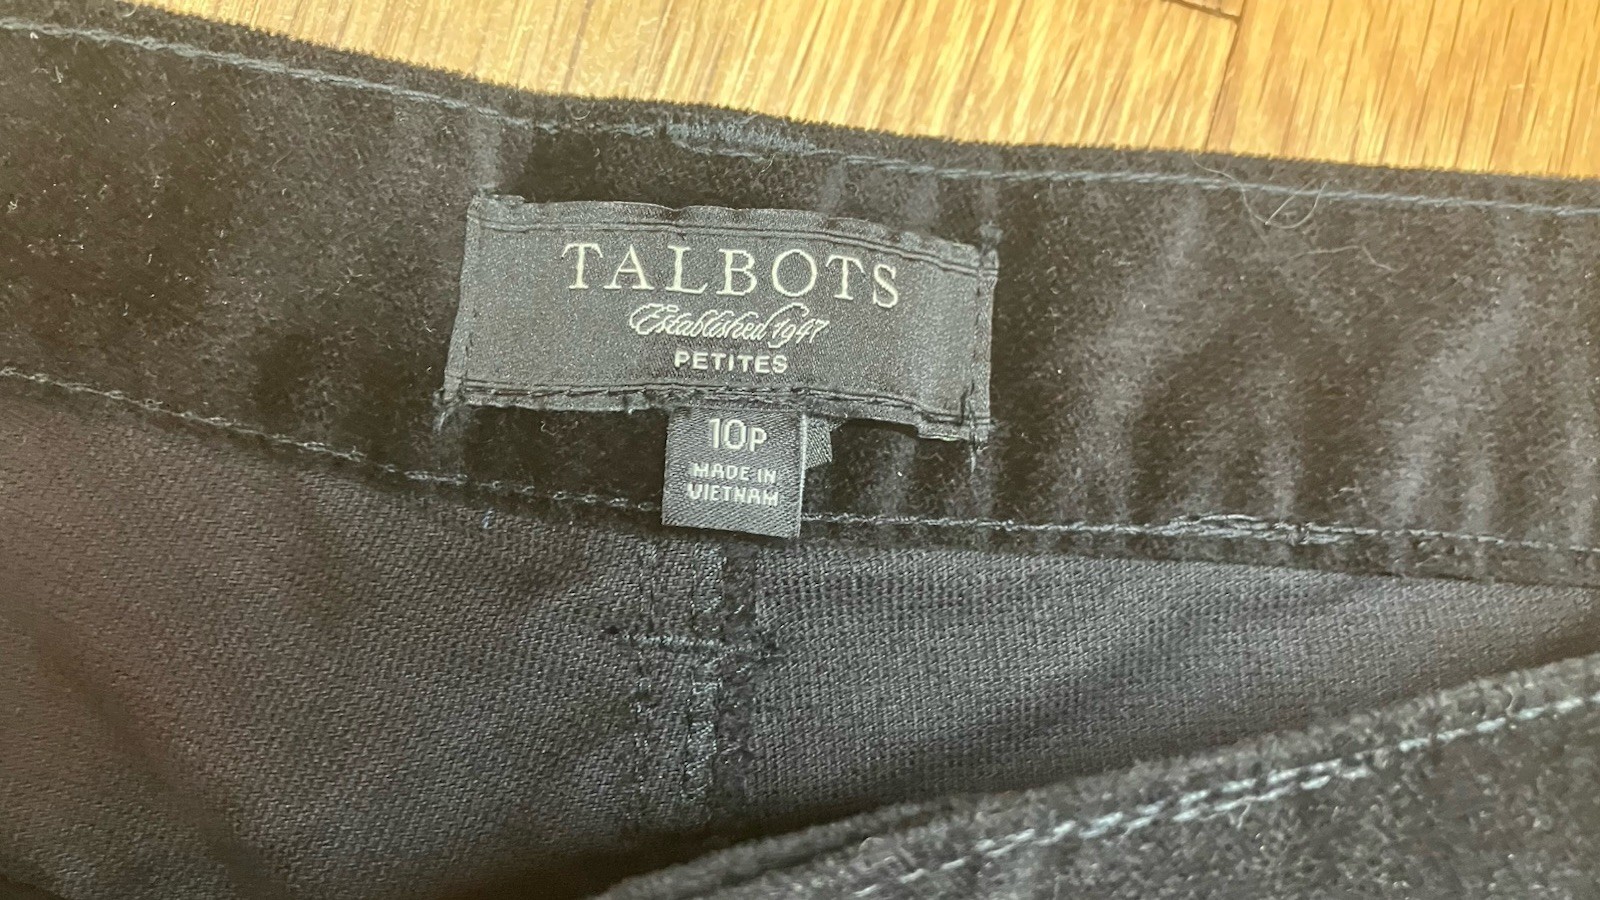 TALBOTS
Established 1947
PETITES
10P
MADE IN
VIETNAM